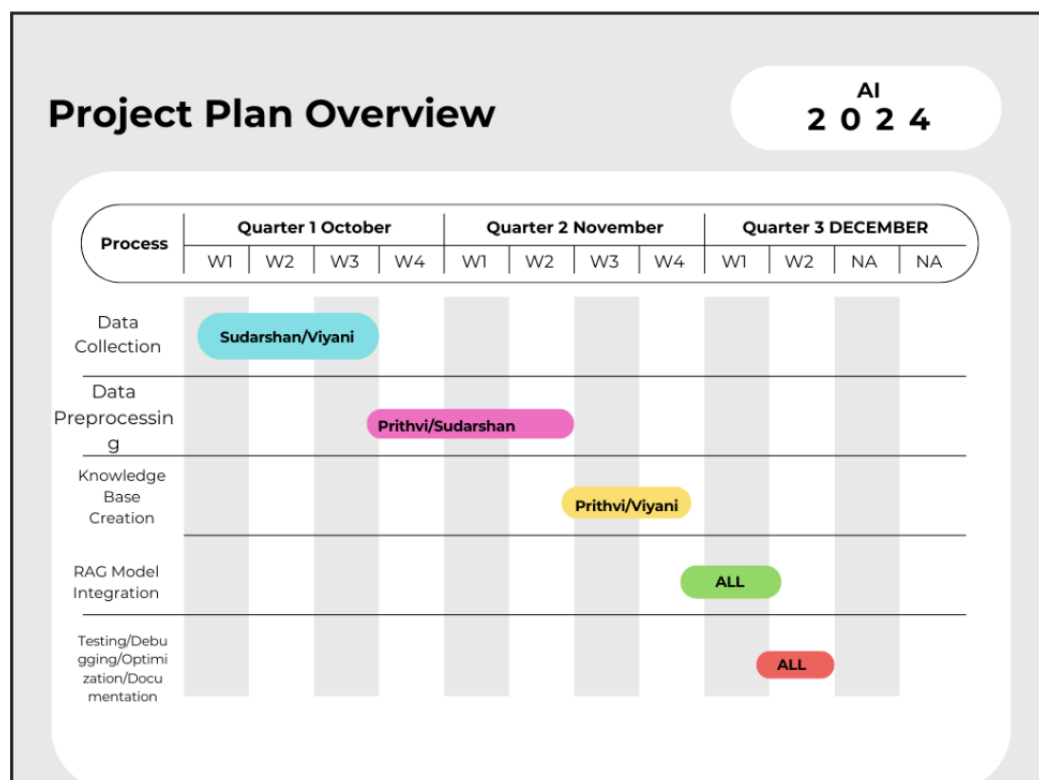 AI
2 0 2 4
Project Plan Overview
Process
Quarter 1 October
Quarter 2 November
Quarter 3 DECEMBER
W1 W2 W3 W4 W1 W2 W3 W4 W1 W2 NA NA
Data
Collection
Sudarshan/Viyani
Data
Preprocessin
g
Prithvi/Sudarshan
Knowledge
Base
Creation
Prithvi/Viyani
RAG Model
Integration
ALL
Testing/Debu
gging/Optimi
zation/Docu
mentation
ALL